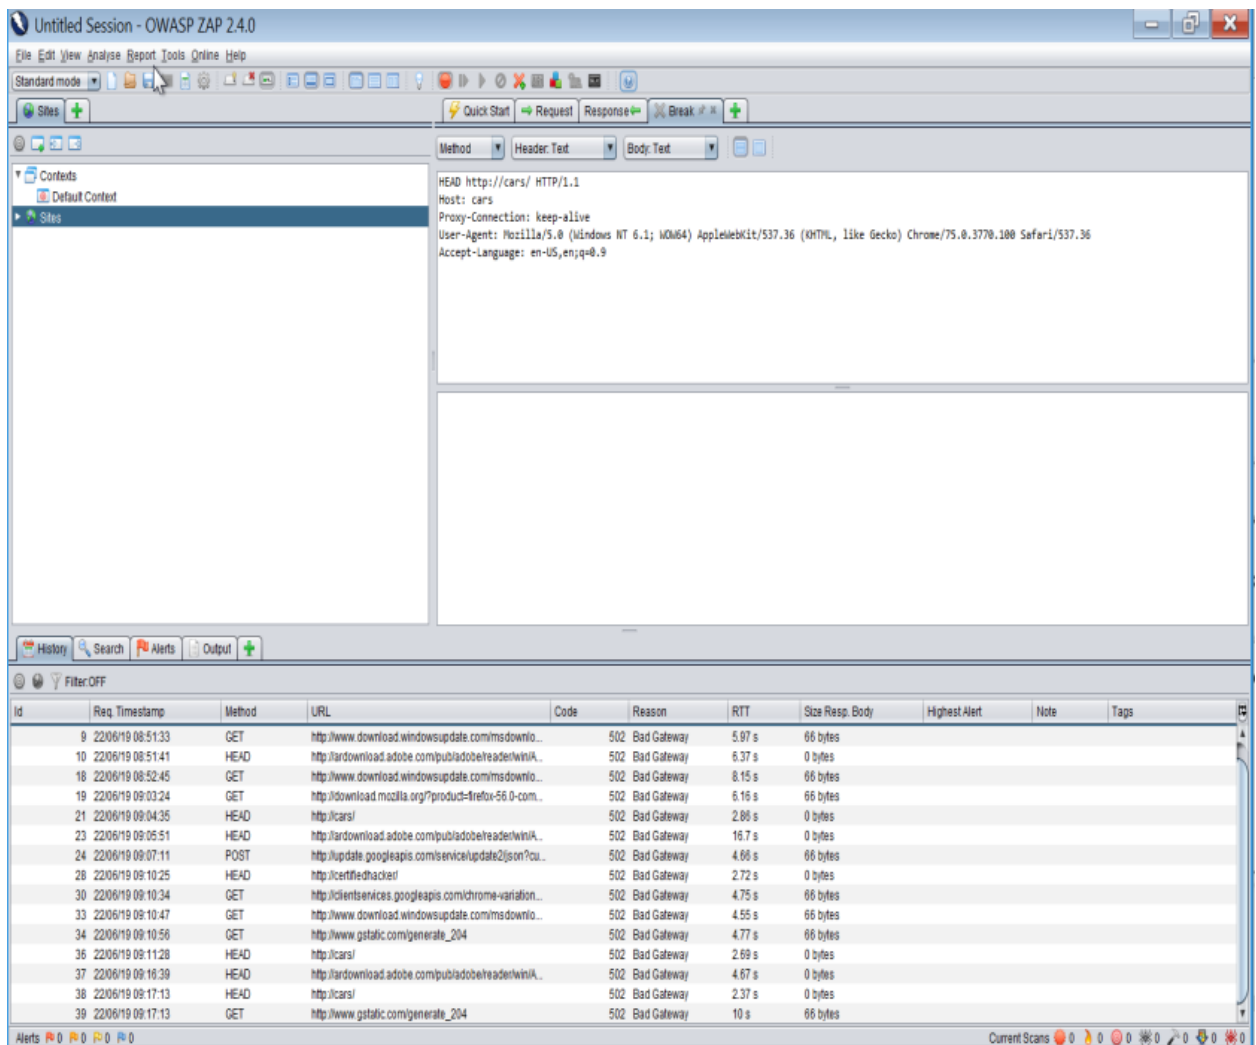 Untitled Session - OWASP ZAP 2.4.0
File Edit View Analyse Report Tools Online Help
Standard mode
Sites
Quick Start Request Response Break
Method Header: Text Body: Text
Contexts
Default Context
Sites
HEAD http://cars/ HTTP/1.1
Host: cars
Proxy-Connection: keep-alive
User-Agent: Mozilla/5.0 (Windows NT 6.1; WOW64) AppleWebKit/537.36 (KHTML, like Gecko) Chrome/75.0.3770.100 Safari/537.36
Accept-Language: en-US,en;q=0.9
History Search Alerts Output
Filter:OFF
Id Req. Timestamp Method URL Code Reason RTT Size Resp. Body Highest Alert Note Tags
9 22/06/19 08:51:33 GET http://www.download.windowsupdate.com/msdownlo... 502 Bad Gateway 5.97 s 66 bytes
10 22/06/19 08:51:41 HEAD http://ardownload.adobe.com/pub/adobe/reader/win/A... 502 Bad Gateway 6.37 s 0 bytes
18 22/06/19 08:52:45 GET http://www.download.windowsupdate.com/msdownlo... 502 Bad Gateway 8.15 s 66 bytes
19 22/06/19 09:03:24 GET http://download.mozilla.org/?product=firefox-56.0-com... 502 Bad Gateway 6.16 s 66 bytes
21 22/06/19 09:04:35 HEAD http://cars/ 502 Bad Gateway 2.86 s 0 bytes
23 22/06/19 09:05:51 HEAD http://ardownload.adobe.com/pub/adobe/reader/win/A... 502 Bad Gateway 16.7 s 0 bytes
24 22/06/19 09:07:11 POST http://update.googleapis.com/service/update2/json?cu... 502 Bad Gateway 4.66 s 66 bytes
28 22/06/19 09:10:25 HEAD http://certifiedhacker/ 502 Bad Gateway 2.72 s 0 bytes
30 22/06/19 09:10:34 GET http://clientservices.googleapis.com/chrome-variation... 502 Bad Gateway 4.75 s 66 bytes
33 22/06/19 09:10:47 GET http://www.download.windowsupdate.com/msdownlo... 502 Bad Gateway 4.55 s 66 bytes
34 22/06/19 09:10:56 GET http://www.gstatic.com/generate_204 502 Bad Gateway 4.77 s 66 bytes
36 22/06/19 09:11:28 HEAD http://cars/ 502 Bad Gateway 2.69 s 0 bytes
37 22/06/19 09:16:39 HEAD http://ardownload.adobe.com/pub/adobe/reader/win/A... 502 Bad Gateway 4.67 s 0 bytes
38 22/06/19 09:17:13 HEAD http://cars/ 502 Bad Gateway 2.37 s 0 bytes
39 22/06/19 09:17:13 GET http://www.gstatic.com/generate_204 502 Bad Gateway 10 s 66 bytes
Alerts 0 0 0 0 Current Scans 0 0 0 0 0 0 0